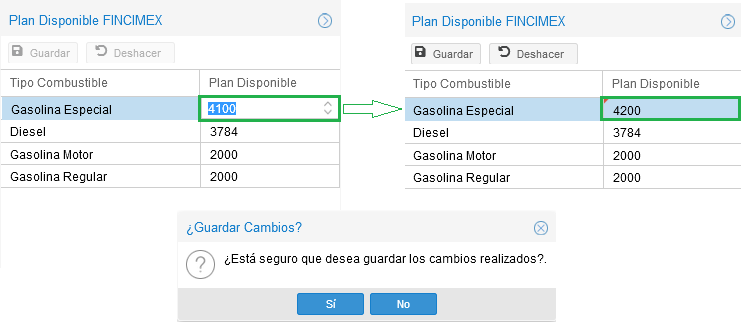 Plan Disponible FINCIMEX
Guardar Deshacer
Tipo Combustible Plan Disponible
Gasolina Especial 4100
Diesel 3784
Gasolina Motor 2000
Gasolina Regular 2000
Plan Disponible FINCIMEX
Guardar Deshacer
Tipo Combustible Plan Disponible
Gasolina Especial 4200
Diesel 3784
Gasolina Motor 2000
Gasolina Regular 2000
¿Guardar Cambios?
¿Está seguro que desea guardar los cambios realizados?.
Sí No